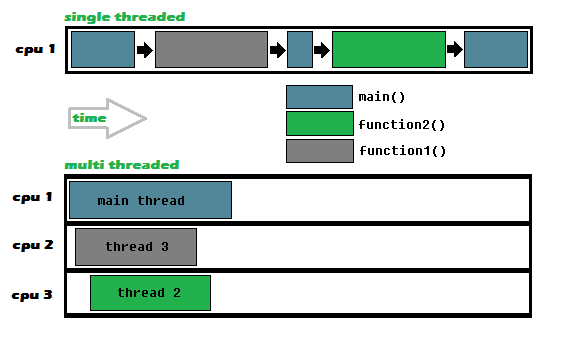 single threaded
cpu 1
time
main()
function2()
function1()
multi threaded
cpu 1
main thread
cpu 2
thread 3
cpu 3
thread 2